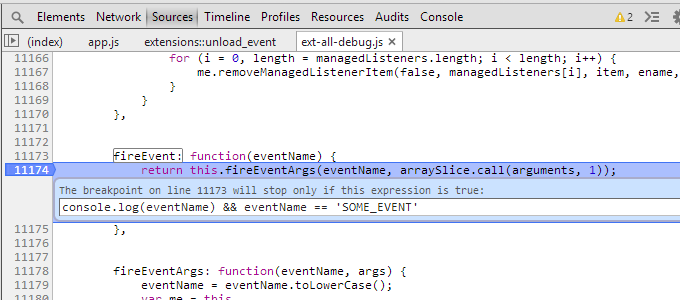 Elements Network Sources Timeline Profiles Resources Audits Console 2
(index) app.js extensions::unload_event ext-all-debug.js ×
11166 for (i = 0, length = managedListeners.length; i < length; i++) {
11167 me.removeManagedListenerItem(false, managedListeners[i], item, ename,
11168 }
11169 }
11170 },
11171
11172
11173 fireEvent: function(eventName) {
11174 return this.fireEventArgs(eventName, arraySlice.call(arguments, 1));
The breakpoint on line 11173 will stop only if this expression is true:
console.log(eventName) && eventName == 'SOME_EVENT'
11175 },
11176
11177
11178 fireEventArgs: function(eventName, args) {
11179 eventName = eventName.toLowerCase();
11180 var me = this